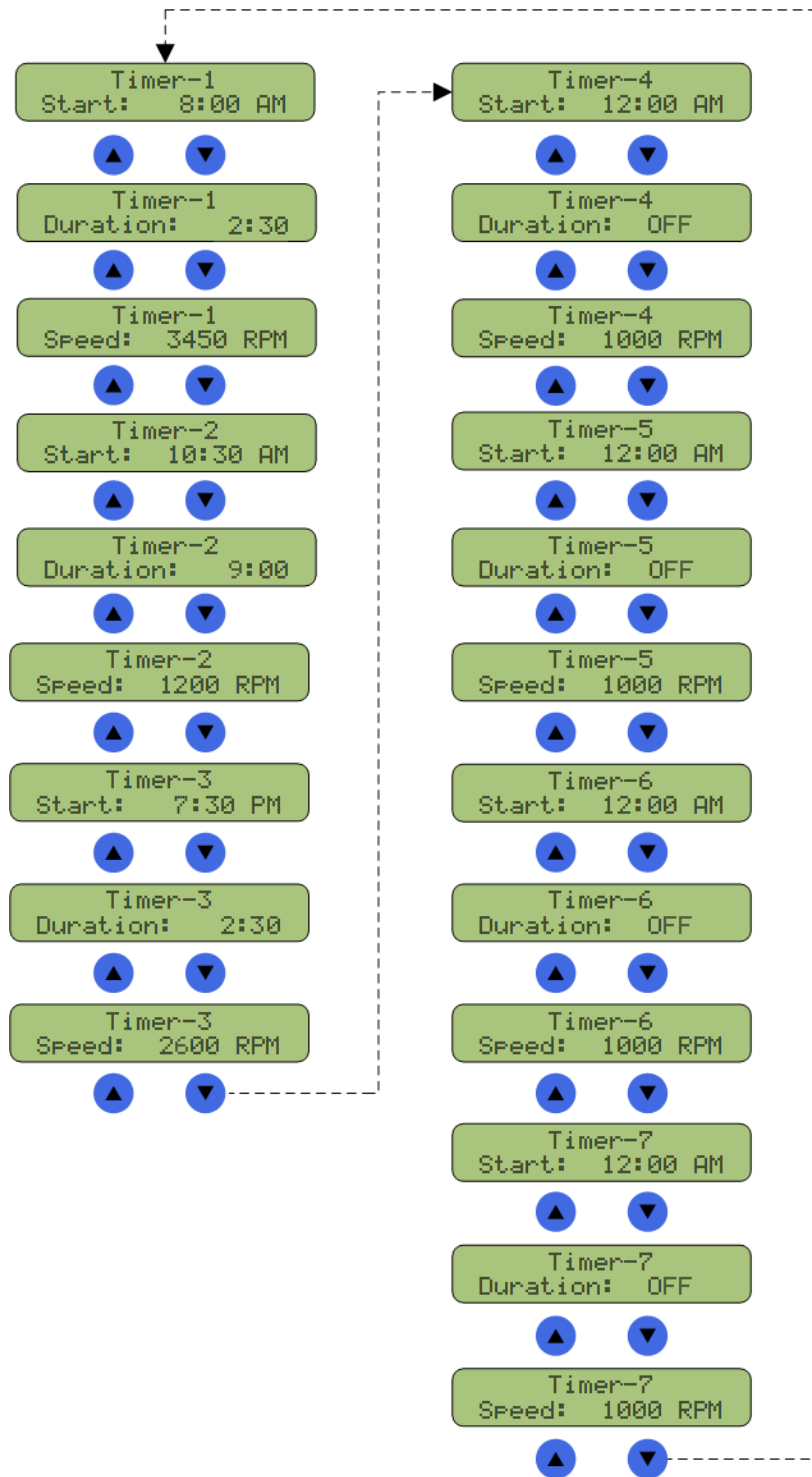 Timer-1
Start: 8:00 AM
Timer-1
Duration: 2:30
Timer-1
Speed: 3450 RPM
Timer-2
Start: 10:30 AM
Timer-2
Duration: 9:00
Timer-2
Speed: 1200 RPM
Timer-3
Start: 7:30 PM
Timer-3
Duration: 2:30
Timer-3
Speed: 2600 RPM
Timer-4
Start: 12:00 AM
Timer-4
Duration: OFF
Timer-4
Speed: 1000 RPM
Timer-5
Start: 12:00 AM
Timer-5
Duration: OFF
Timer-5
Speed: 1000 RPM
Timer-6
Start: 12:00 AM
Timer-6
Duration: OFF
Timer-6
Speed: 1000 RPM
Timer-7
Start: 12:00 AM
Timer-7
Duration: OFF
Timer-7
Speed: 1000 RPM